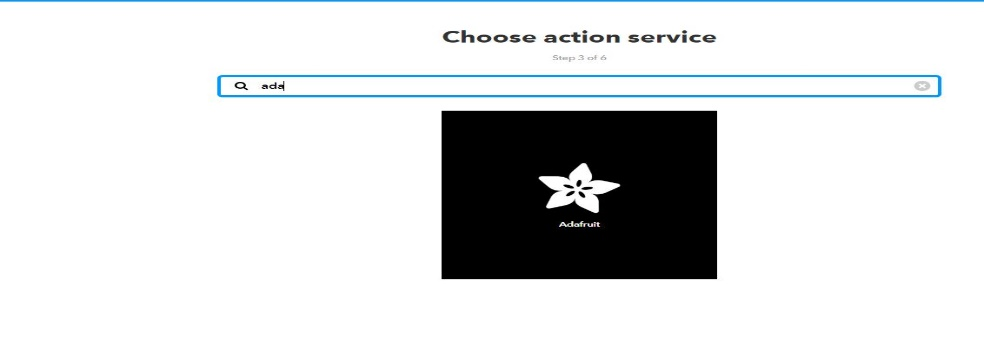 Choose action service
Step 3 of 6
ada
Adafruit